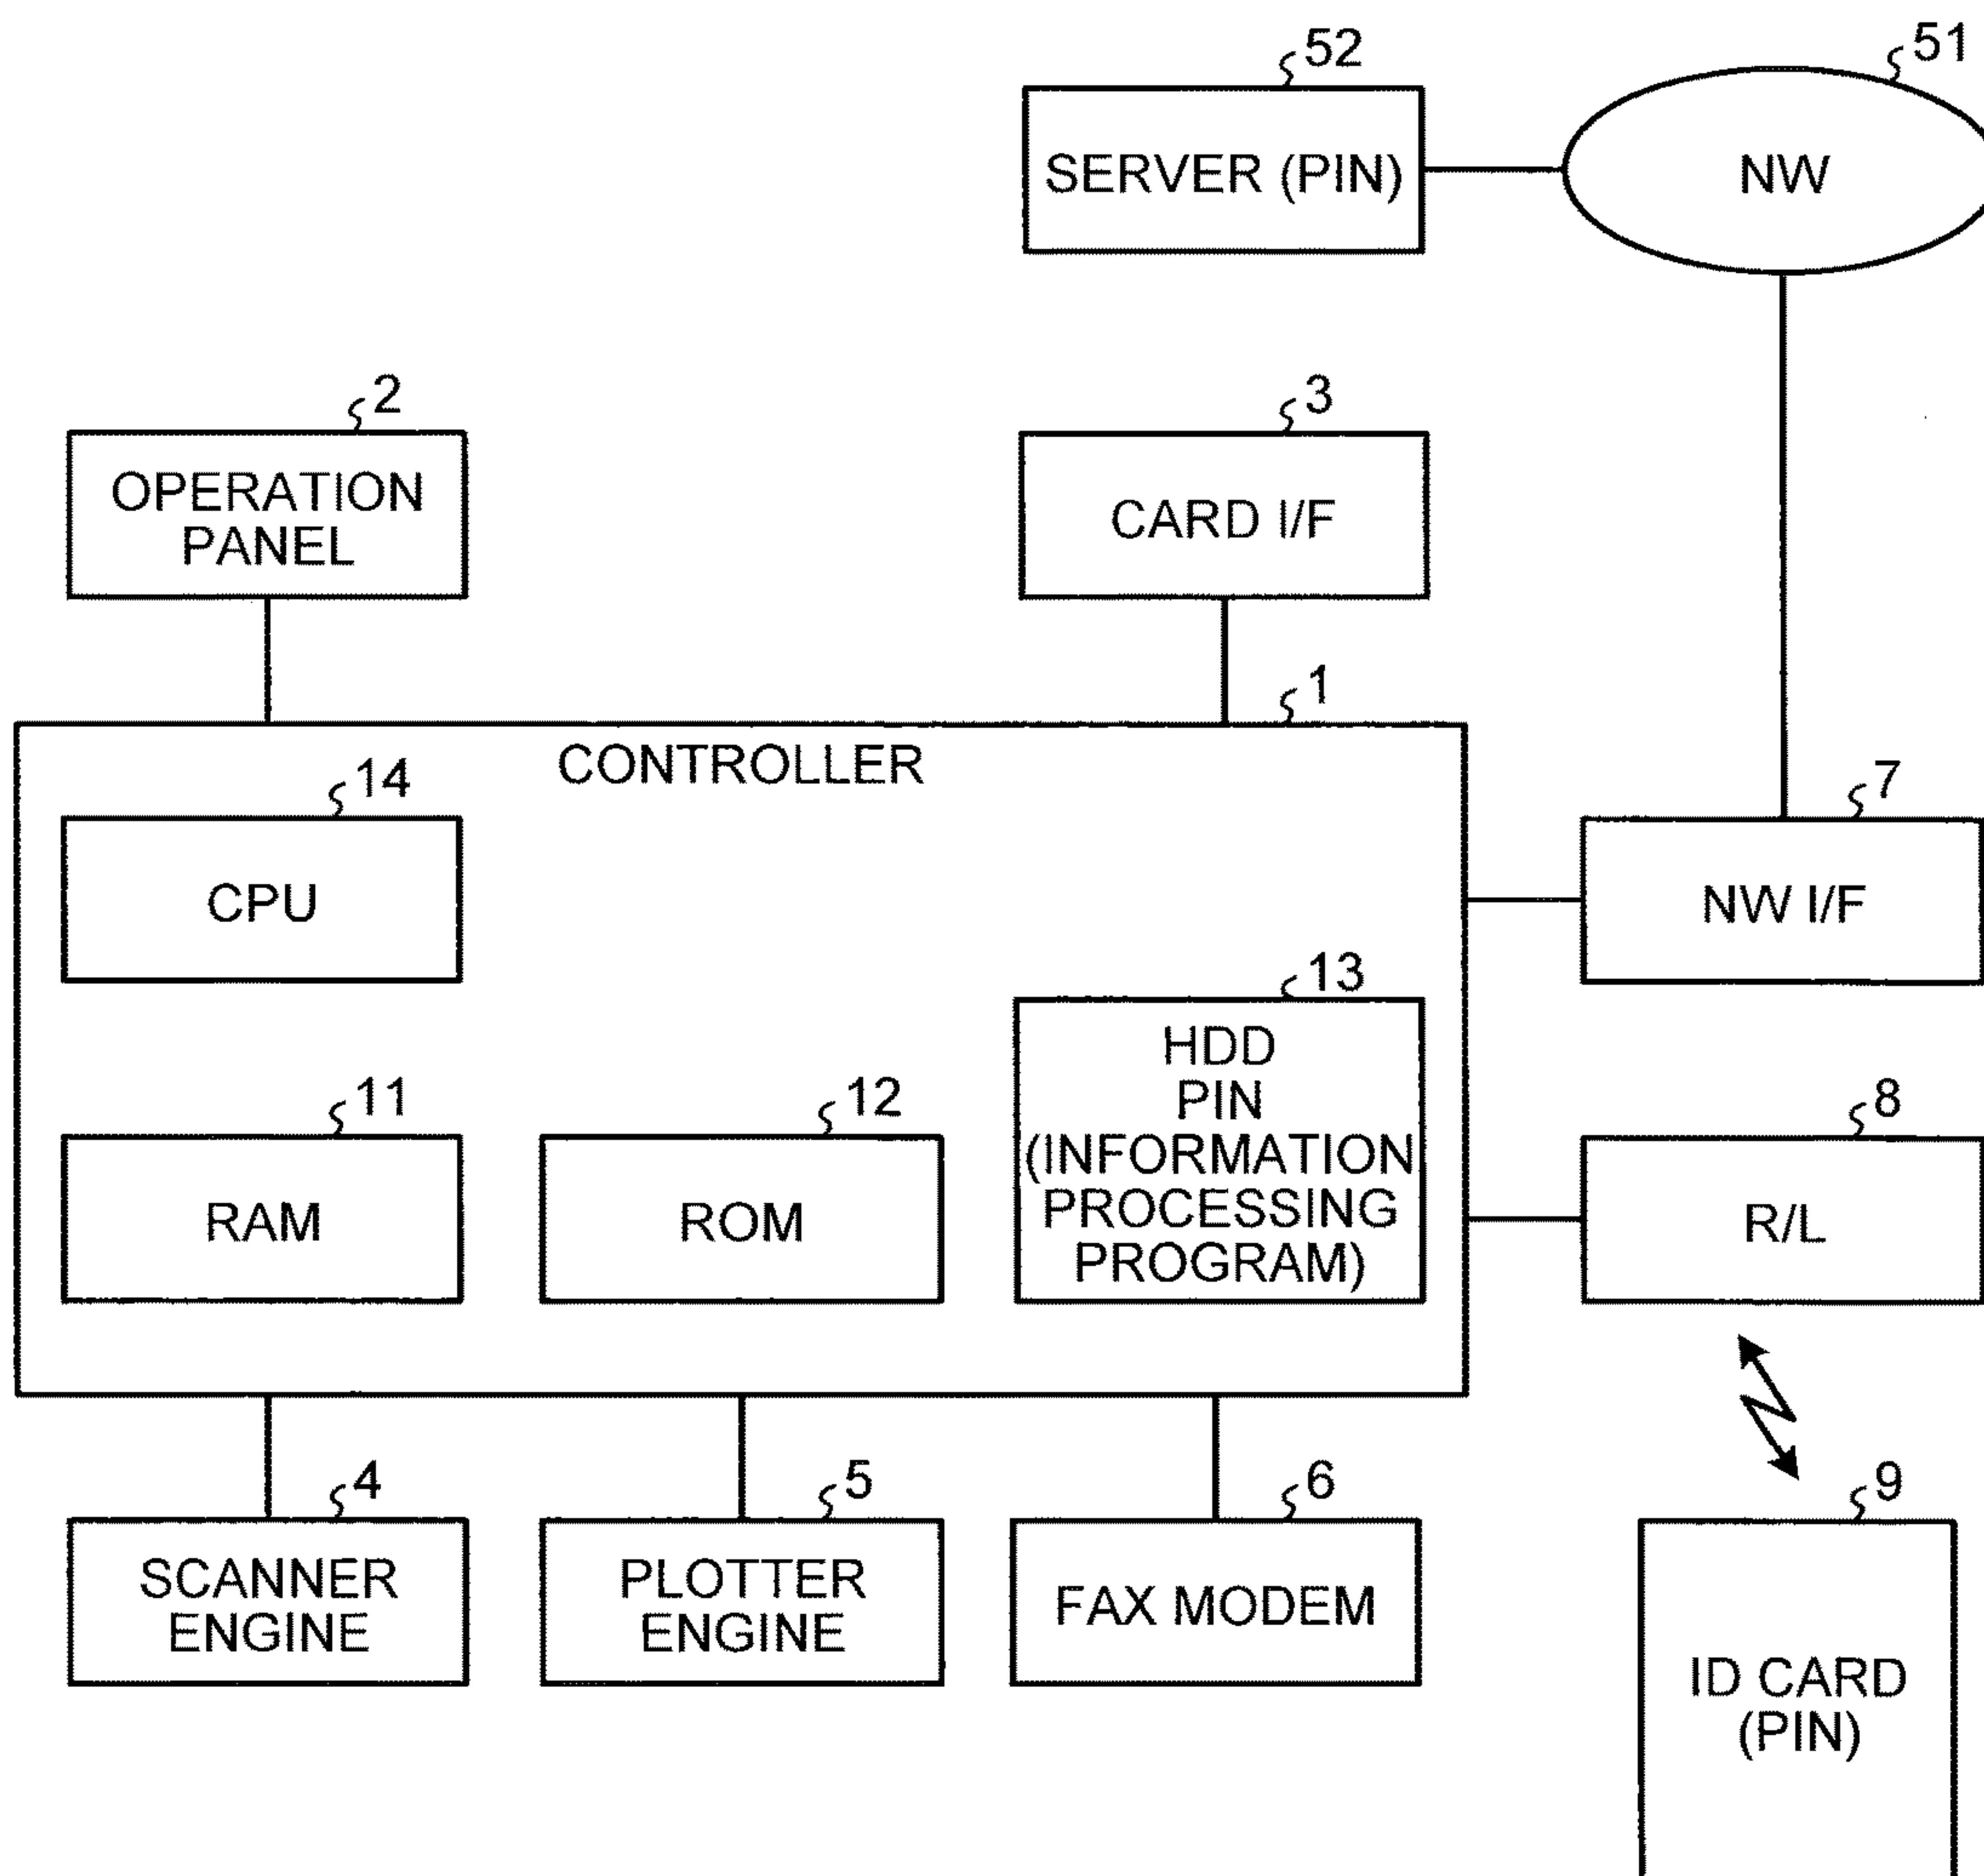 52
51
SERVER (PIN)
NW
2
3
OPERATION
PANEL
CARD I/F
1
CONTROLLER
14
7
CPU
NW I/F
13
HDD
PIN
(INFORMATION
PROCESSING
PROGRAM)
11
12
8
RAM
ROM
R/L
4
5
6
9
SCANNER
ENGINE
PLOTTER
ENGINE
FAX MODEM
ID CARD
(PIN)